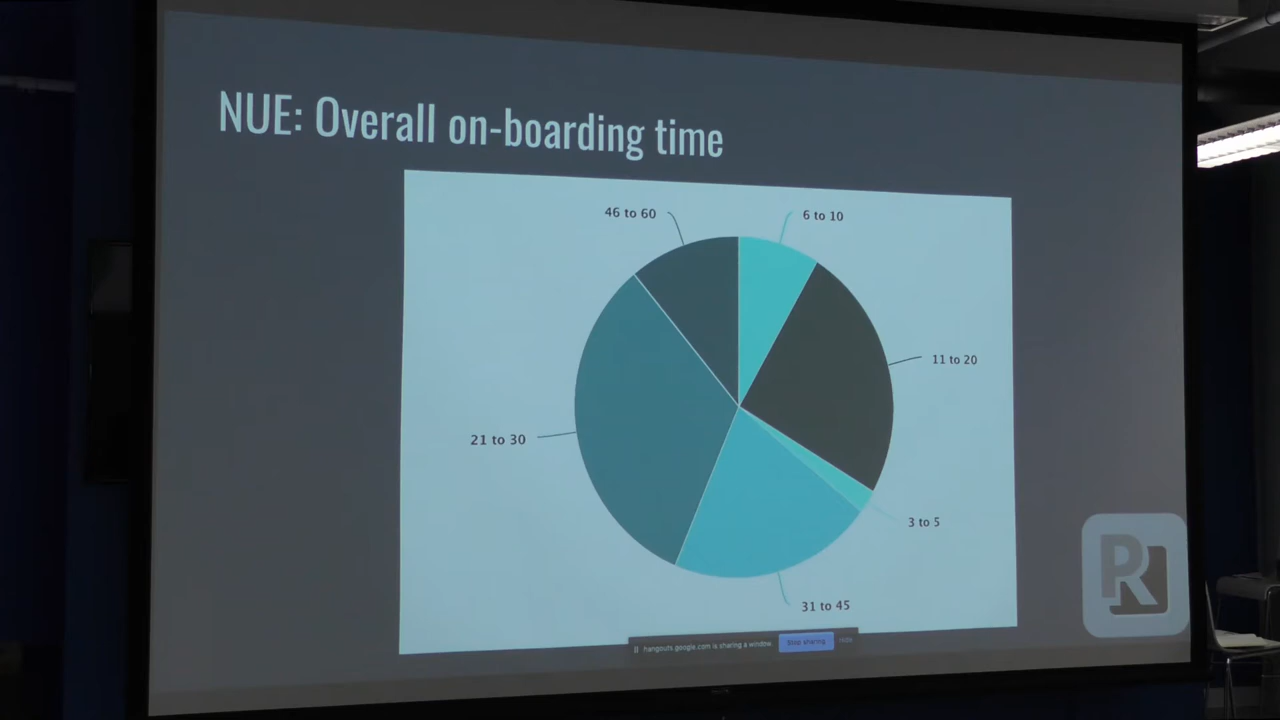 NUE: Overall on-boarding time
46 to 60
6 to 10
11 to 20
21 to 30
3 to 5
31 to 45
hangouts.google.com is sharing a window
Stop sharing
Hide
PR